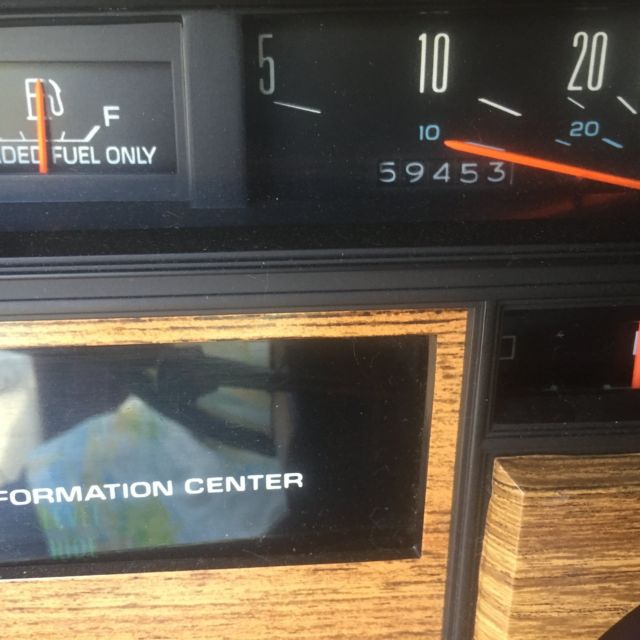 5 10 20
F
10 20
DED FUEL ONLY
59453
FORMATION CENTER